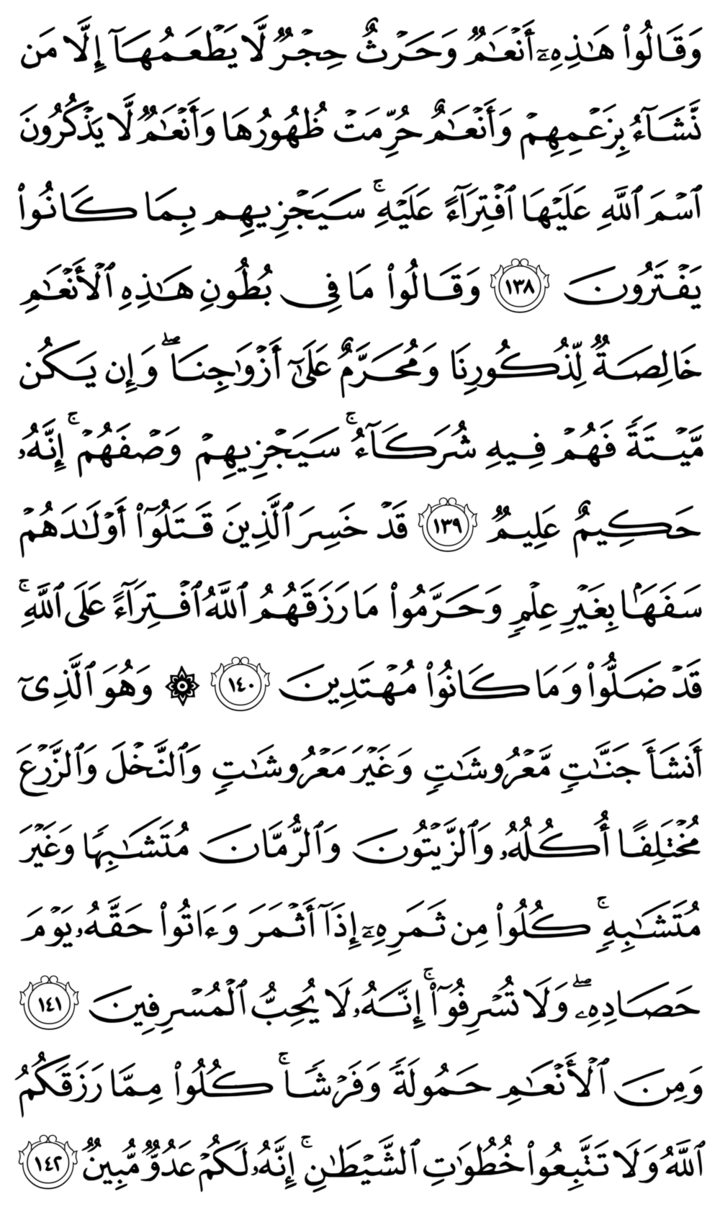 وَقَالُوا۟ هَـٰذِهِۦٓ أَنْعَـٰمٌ وَحَرْثٌ حِجْرٌ لَّا يَطْعَمُهَآ إِلَّا مَن
نَّشَآءُ بِزَعْمِهِمْ وَأَنْعَـٰمٌ حُرِّمَتْ ظُهُورُهَا وَأَنْعَـٰمٌ لَّا يَذْكُرُونَ
ٱسْمَ ٱللَّهِ عَلَيْهَا ٱفْتِرَآءً عَلَيْهِ ۚ سَيَجْزِيهِم بِمَا كَانُوا۟
يَفْتَرُونَ ١٣٨ وَقَالُوا۟ مَا فِى بُطُونِ هَـٰذِهِ ٱلْأَنْعَـٰمِ
خَالِصَةٌ لِّذُكُورِنَا وَمُحَرَّمٌ عَلَىٰٓ أَزْوَٰجِنَا ۖ وَإِن يَكُن
مَّيْتَةً فَهُمْ فِيهِ شُرَكَآءُ ۚ سَيَجْزِيهِمْ وَصْفَهُمْ ۚ إِنَّهُۥ
حَكِيمٌ عَلِيمٌ ١٣٩ قَدْ خَسِرَ ٱلَّذِينَ قَتَلُوٓا۟ أَوْلَـٰدَهُمْ
سَفَهًۢا بِغَيْرِ عِلْمٍ وَحَرَّمُوا۟ مَا رَزَقَهُمُ ٱللَّهُ ٱفْتِرَآءً عَلَى ٱللَّهِ ۚ
قَدْ ضَلُّوا۟ وَمَا كَانُوا۟ مُهْتَدِينَ ١٤٠ ۞ وَهُوَ ٱلَّذِىٓ
أَنشَأَ جَنَّـٰتٍ مَّعْرُوشَـٰتٍ وَغَيْرَ مَعْرُوشَـٰتٍ وَٱلنَّخْلَ وَٱلزَّرْعَ
مُخْتَلِفًا أُكُلُهُۥ وَٱلزَّيْتُونَ وَٱلرُّمَّانَ مُتَشَـٰبِهًا وَغَيْرَ
مُتَشَـٰبِهٍ ۚ كُلُوا۟ مِن ثَمَرِهِۦٓ إِذَآ أَثْمَرَ وَءَاتُوا۟ حَقَّهُۥ يَوْمَ
حَصَادِهِۦ ۖ وَلَا تُسْرِفُوٓا۟ ۚ إِنَّهُۥ لَا يُحِبُّ ٱلْمُسْرِفِينَ ١٤١
وَمِنَ ٱلْأَنْعَـٰمِ حَمُولَةً وَفَرْشًا ۚ كُلُوا۟ مِمَّا رَزَقَكُمُ
ٱللَّهُ وَلَا تَتَّبِعُوا۟ خُطُوَٰتِ ٱلشَّيْطَـٰنِ ۚ إِنَّهُۥ لَكُمْ عَدُوٌّ مُّبِينٌ ١٤٢